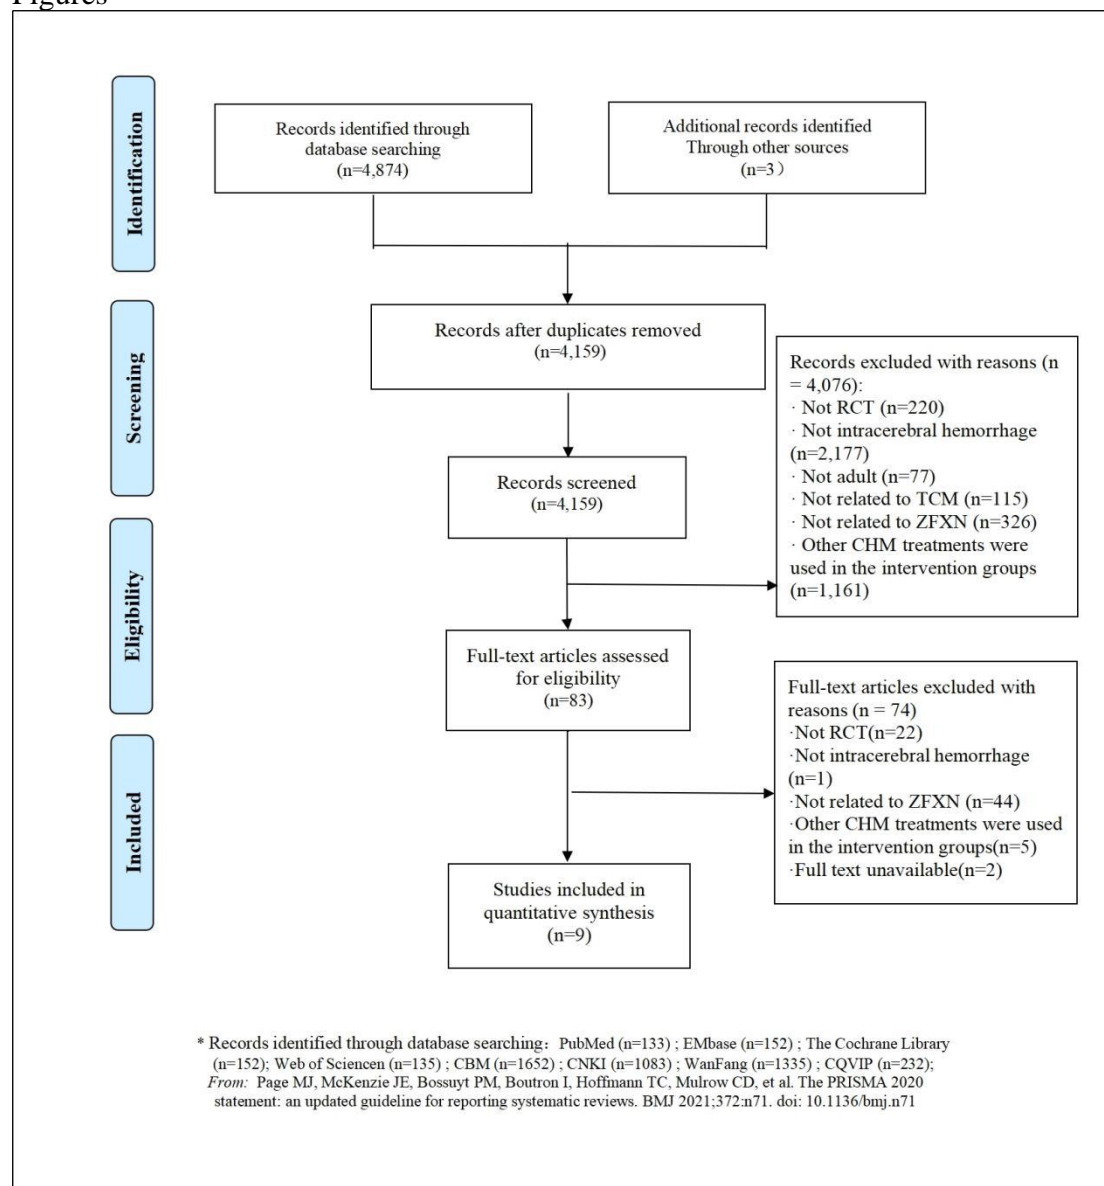 Figures
Identification
Records identified through
database searching
(n=4,874)
Additional records identified
Through other sources
(n=3）
Screening
Records after duplicates removed
(n=4,159)
Records excluded with reasons (n
= 4,076):
· Not RCT (n=220)
· Not intracerebral hemorrhage
(n=2,177)
· Not adult (n=77)
· Not related to TCM (n=115)
· Not related to ZFXN (n=326)
· Other CHM treatments were
used in the intervention groups
(n=1,161)
Records screened
(n=4,159)
Eligibility
Full-text articles assessed
for eligibility
(n=83)
Full-text articles excluded with
reasons (n = 74)
·Not RCT(n=22)
·Not intracerebral hemorrhage
(n=1)
·Not related to ZFXN (n=44)
·Other CHM treatments were used
in the intervention groups(n=5)
·Full text unavailable(n=2)
Included
Studies included in
quantitative synthesis
(n=9)
* Records identified through database searching：PubMed (n=133) ; EMbase (n=152) ; The Cochrane Library
(n=152); Web of Sciencen (n=135) ; CBM (n=1652) ; CNKI (n=1083) ; WanFang (n=1335) ; CQVIP (n=232);
From: Page MJ, McKenzie JE, Bossuyt PM, Boutron I, Hoffmann TC, Mulrow CD, et al. The PRISMA 2020
statement: an updated guideline for reporting systematic reviews. BMJ 2021;372:n71. doi: 10.1136/bmj.n71